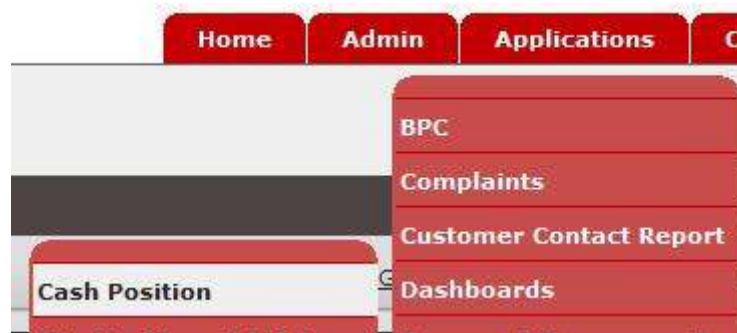 Home
Admin
Applications
BPC
Complaints
Customer Contact Report
Cash Position
Dashboards